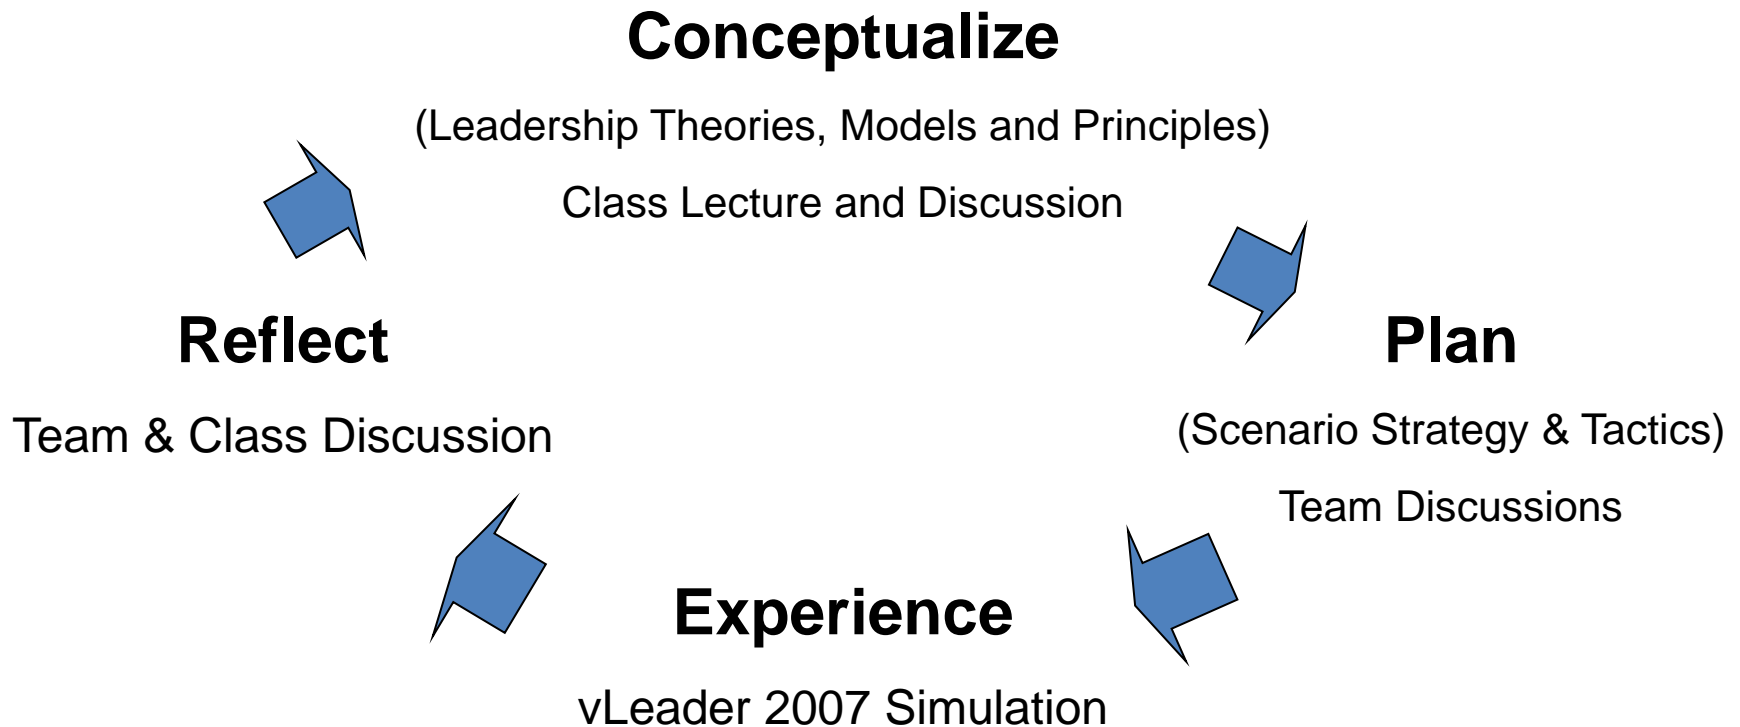 Conceptualize
(Leadership Theories, Models and Principles)
Class Lecture and Discussion
Reflect
Team & Class Discussion
Plan
(Scenario Strategy & Tactics)
Team Discussions
Experience
vLeader 2007 Simulation